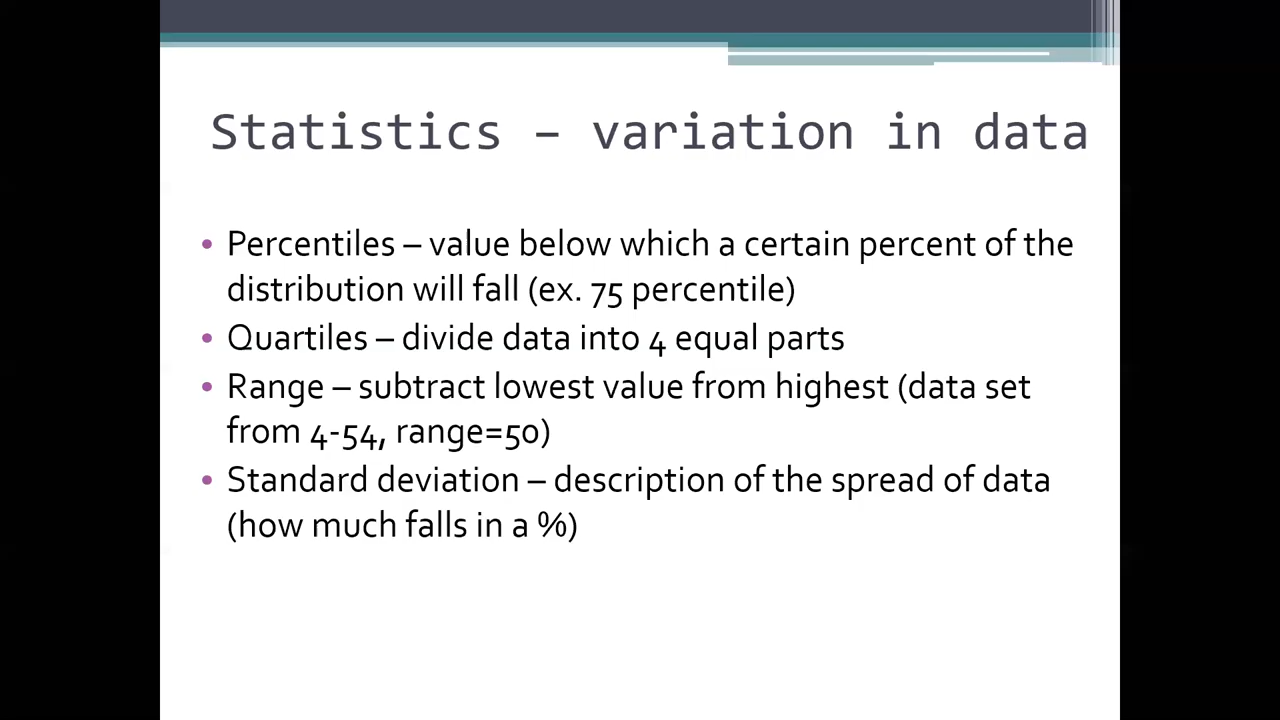 Statistics – variation in data
• Percentiles – value below which a certain percent of the
distribution will fall (ex. 75 percentile)
• Quartiles – divide data into 4 equal parts
• Range – subtract lowest value from highest (data set
from 4-54, range=50)
• Standard deviation – description of the spread of data
(how much falls in a %)